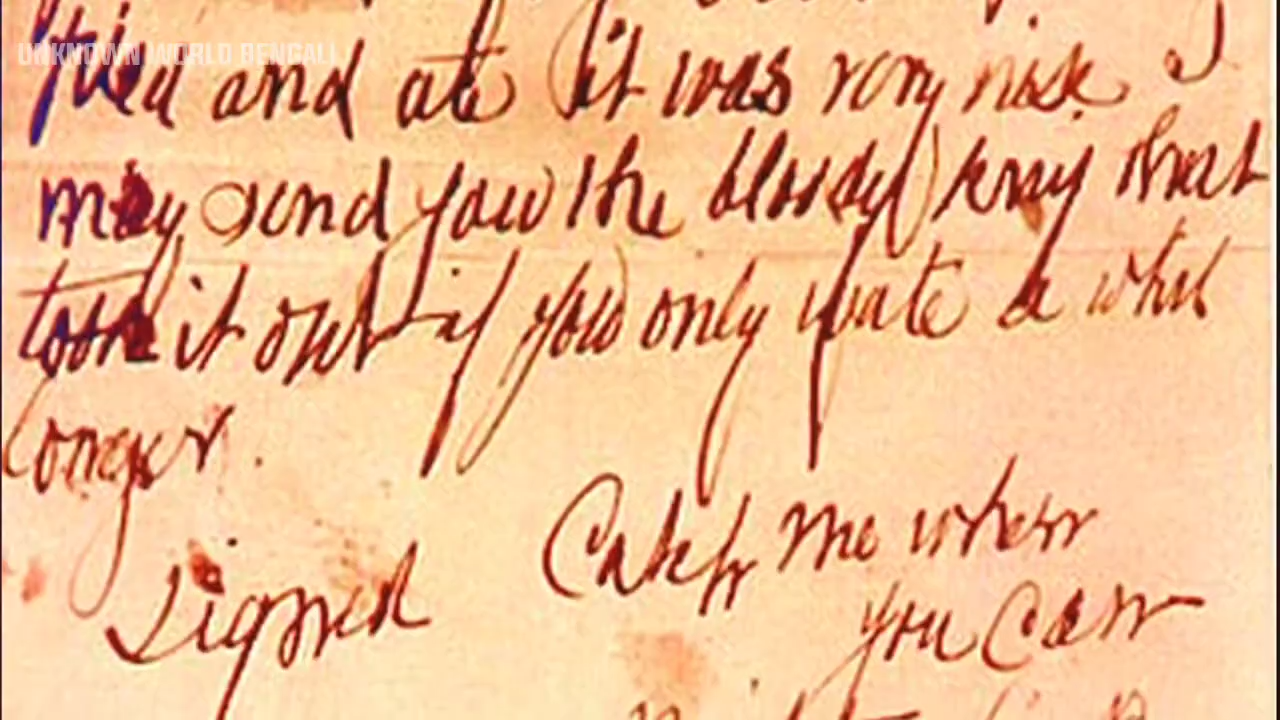 UNKNOWN WORLD BENGALI
fried and ate it was very nise. I
may send you the bloody knif that
took it out if you only wate a whil
longer.
signed
Catch me when
you can